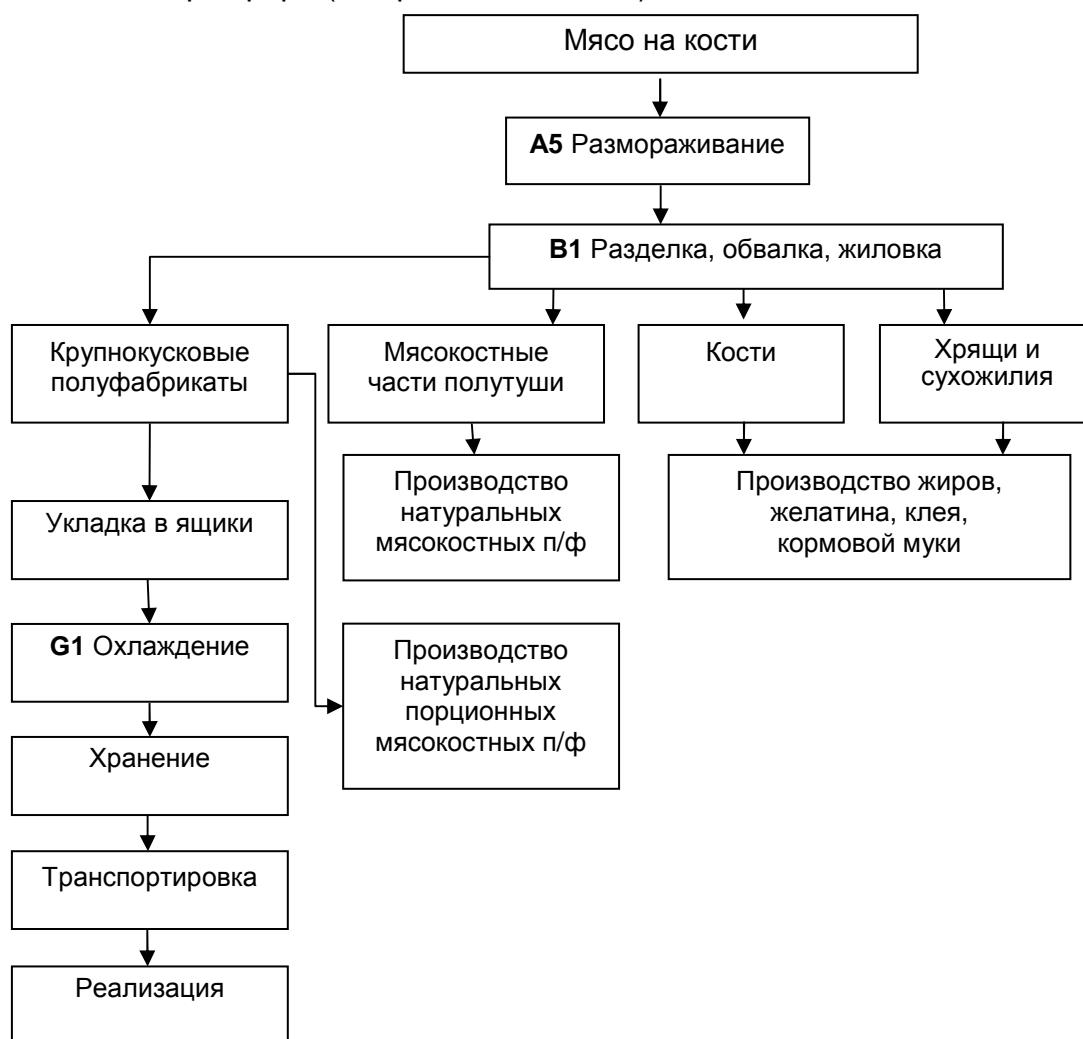 Мясо на кости
A5 Размораживание
B1 Разделка, обвалка, жиловка
Крупнокусковые
полуфабрикаты
Мясокостные
части полутуши
Кости
Хрящи и
сухожилия
Производство
натуральных
мясокостных п/ф
Производство жиров,
желатина, клея,
кормовой муки
Укладка в ящики
G1 Охлаждение
Производство
натуральных
порционных
мясокостных п/ф
Хранение
Транспортировка
Реализация